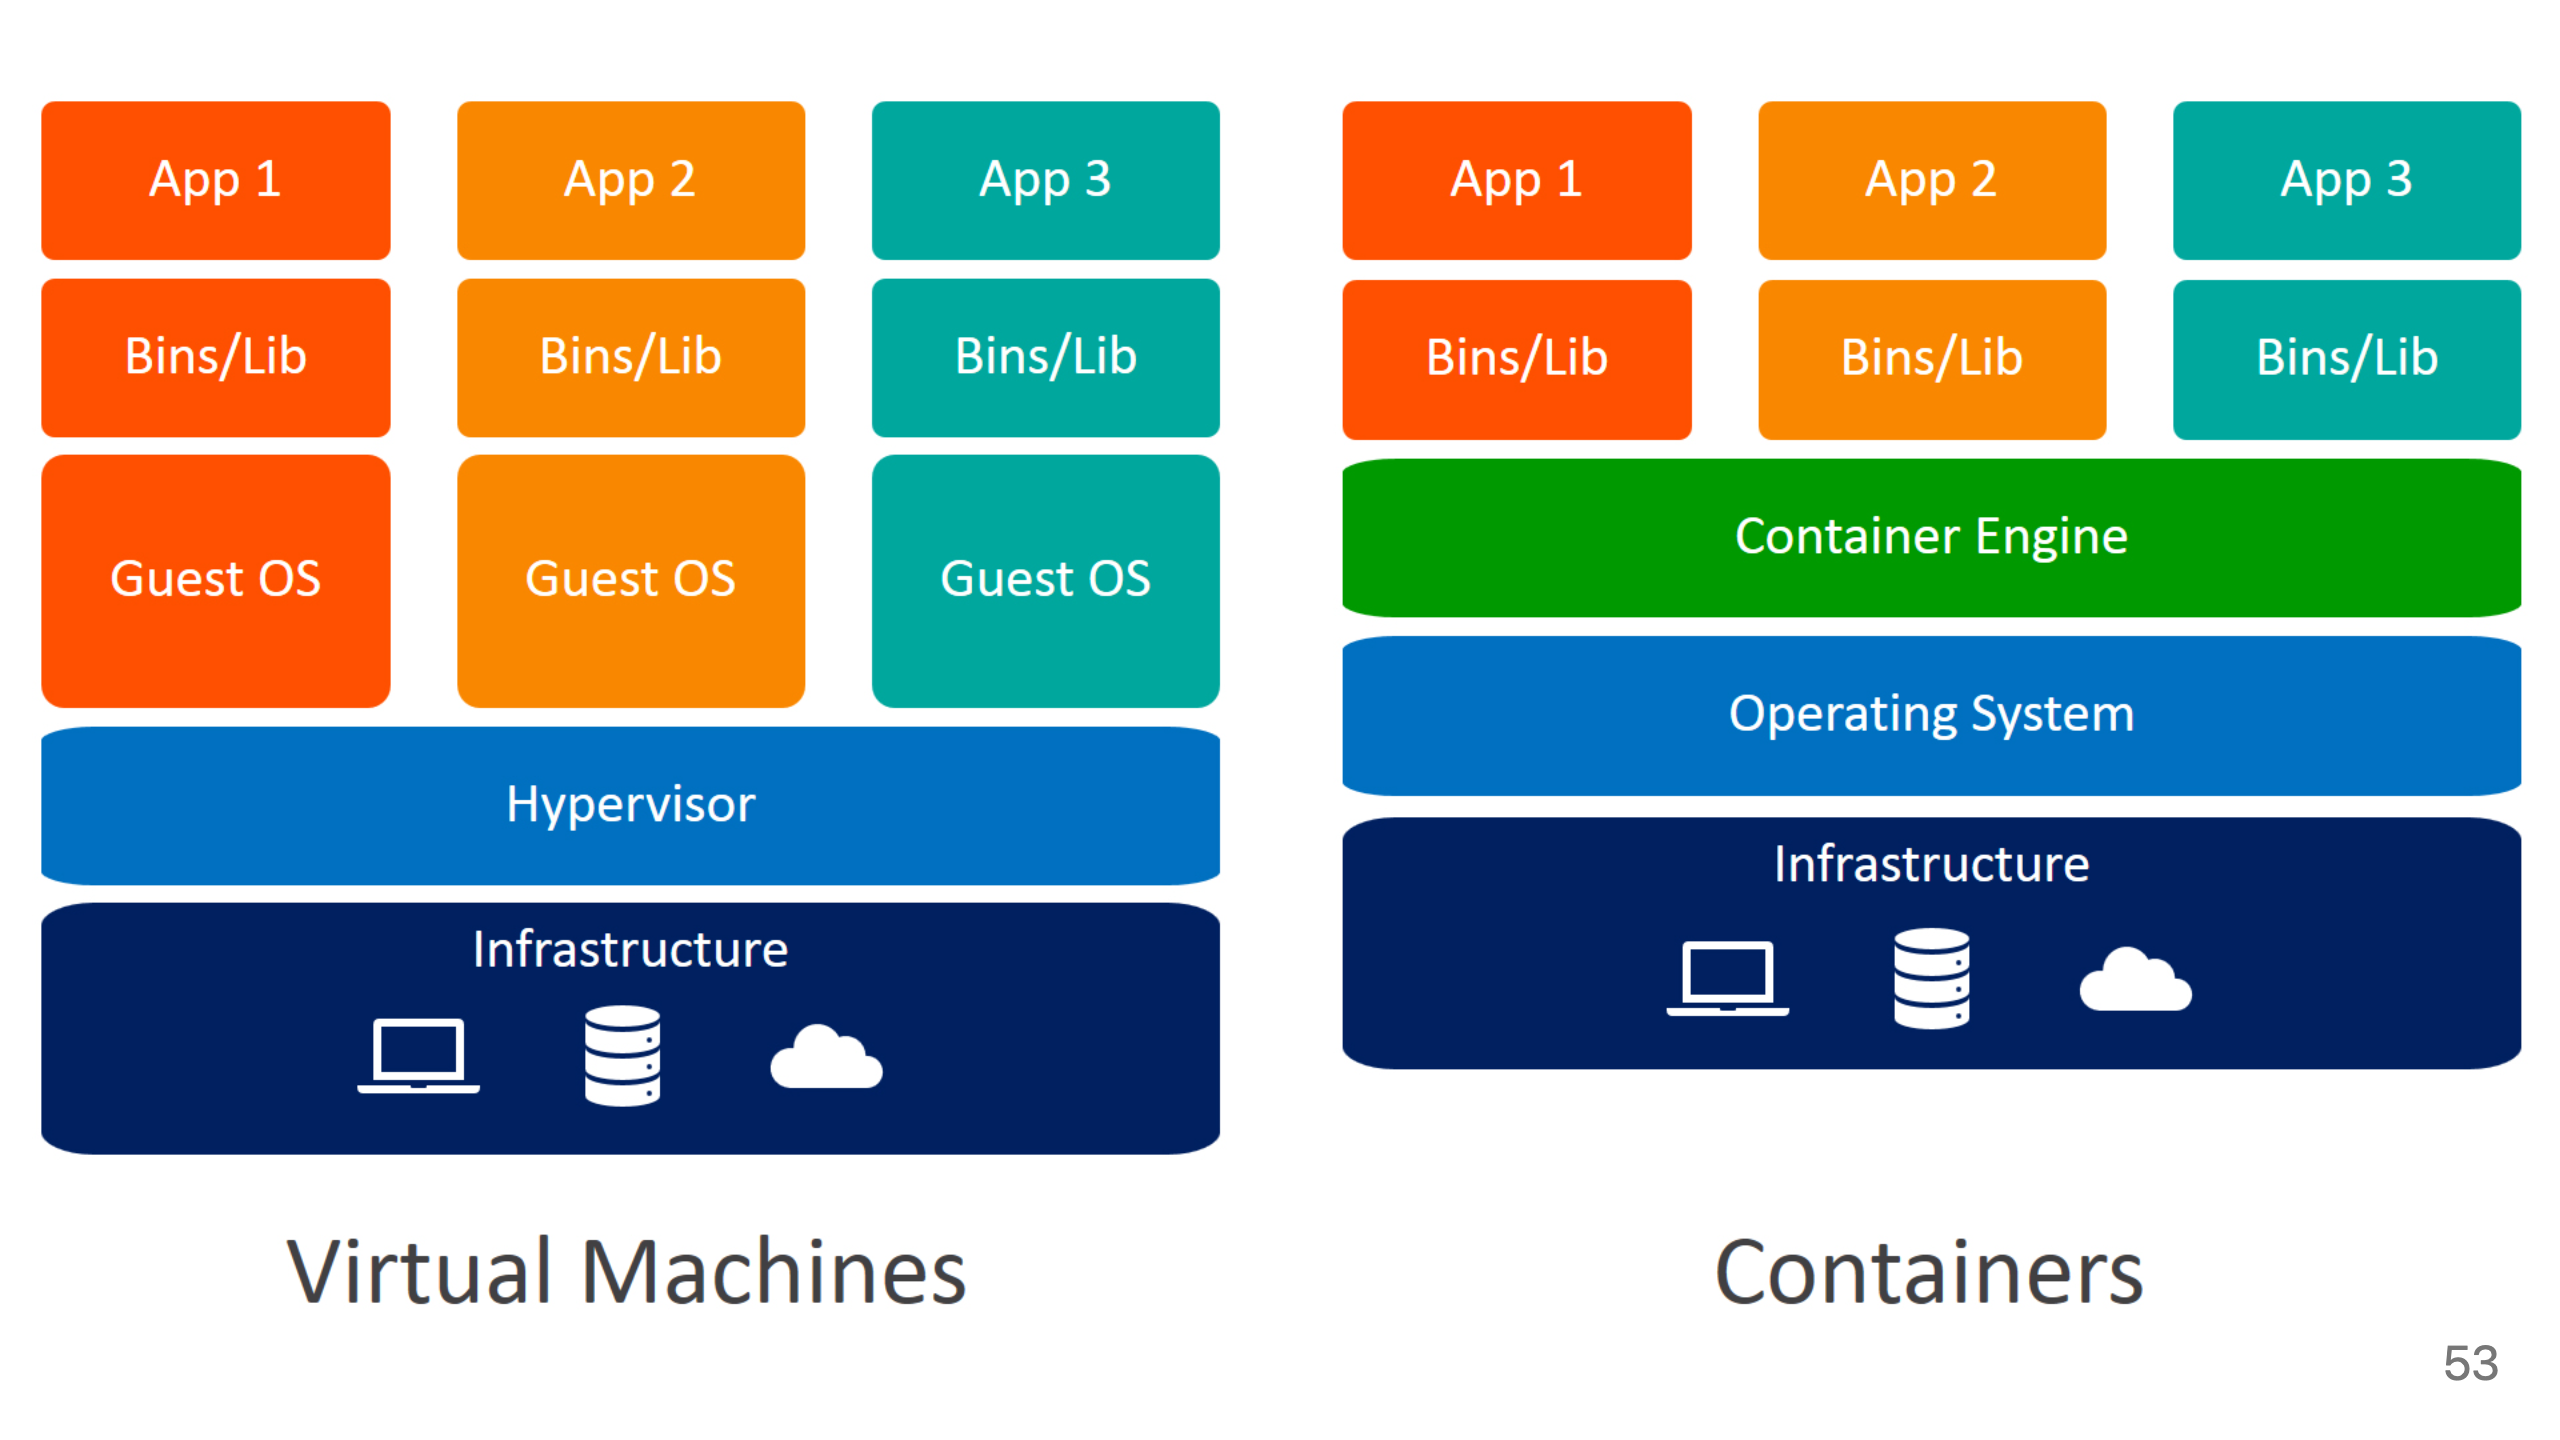 App 1
App 2
App 3
Bins/Lib
Bins/Lib
Bins/Lib
Guest OS
Guest OS
Guest OS
Hypervisor
Infrastructure
Virtual Machines
App 1
App 2
App 3
Bins/Lib
Bins/Lib
Bins/Lib
Container Engine
Operating System
Infrastructure
Containers
53